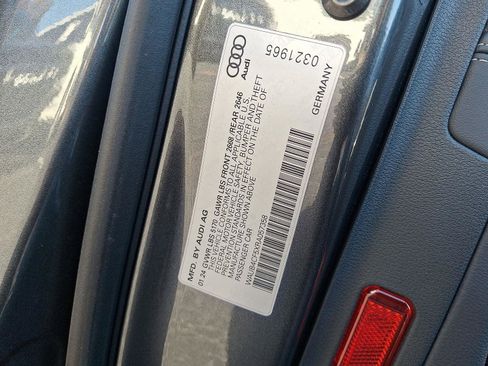 Audi
0321965
MFD. BY AUDI AG
GERMANY
01 24 GVWR LBS 5170 GAWR LBS FRONT 2608 /REAR 2646
THIS VEHICLE CONFORMS TO ALL APPLICABLE U.S.
FEDERAL MOTOR VEHICLE SAFETY, BUMPER AND THEFT
PREVENTION STANDARDS IN EFFECT ON THE DATE OF
MANUFACTURE SHOWN ABOVE
PASSENGER CAR